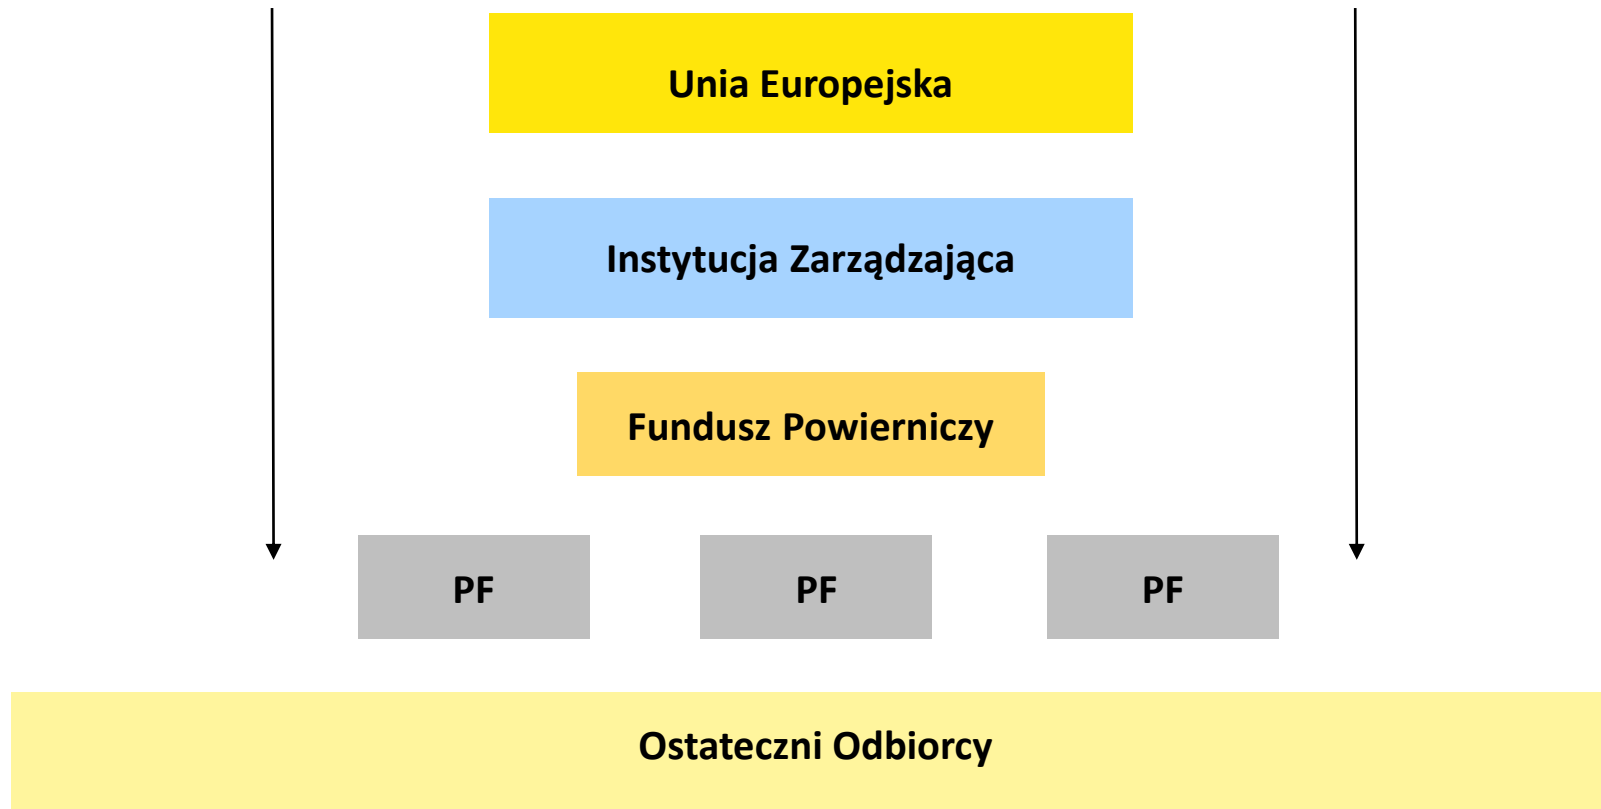 Unia Europejska
Instytucja Zarządzająca
Fundusz Powierniczy
PF PF PF
Ostateczni Odbiorcy